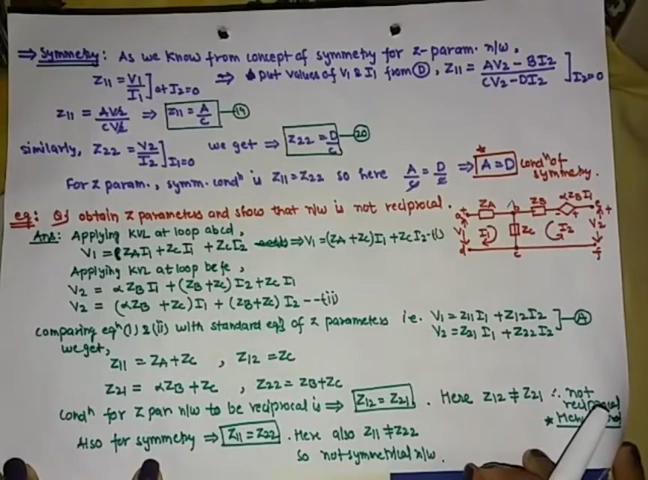 ⇒ Symmetry: As we know from concept of symmetry for z-param. n/w,
Z11 = V1/I1 ] at I2=0 ⇒ put values of V1 & I1 from (D), Z11 = AV2 - BI2 / CV2 - DI2 ] I2=0
Z11 = AV2/CV2 ⇒ Z11 = A/C (19)
similarly, Z22 = V2/I2 ] I1=0 we get ⇒ Z22 = D/C (20)
For Z param., symm. condn is Z11 = Z22 so here A/C = D/C ⇒ A = D condn of symmetry.
eg: Q5 obtain Z parameters and show that n/w is not reciprocal.
Ans: Applying KVL at loop abcd,
V1 = ZAI1 + ZCI1 + ZCI2 ⇒ V1 = (ZA + ZC)I1 + ZCI2 -(i)
Applying KVL at loop befc,
V2 = αZBI1 + (ZB + ZC)I2 + ZCI1
V2 = (αZB + ZC)I1 + (ZB + ZC)I2 ---(ii)
ZA b ZB αZBI1
a + e +
V1 I1 ZC I2 V2
d c f
comparing eqn (i) & (ii) with standard eqn of Z parameters i.e. V1 = Z11I1 + Z12I2
V2 = Z21I1 + Z22I2 ] (A)
we get,
Z11 = ZA + ZC , Z12 = ZC
Z21 = αZB + ZC , Z22 = ZB + ZC
Condn for Z par n/w to be reciprocal is ⇒ Z12 = Z21 . Here Z12 ≠ Z21 ∴ not
reciprocal
Also for symmetry ⇒ Z11 = Z22 . Here also Z11 ≠ Z22
So not symmetrical n/w.